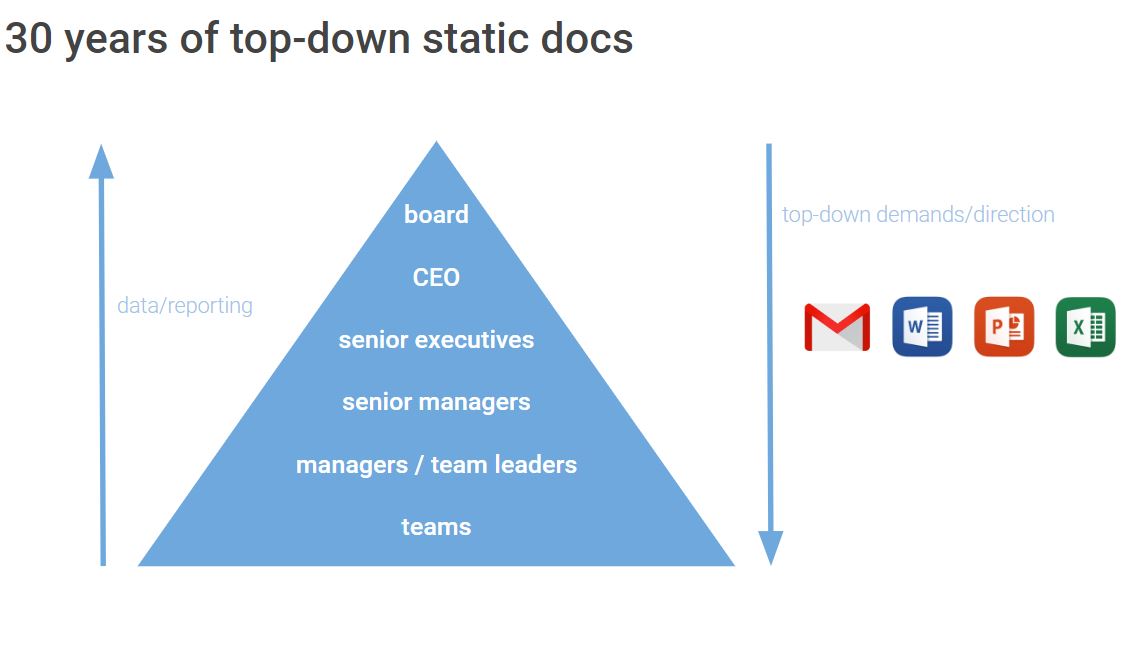 30 years of top-down static docs
board
top-down demands/direction
CEO
data/reporting
senior executives
W
P
X
senior managers
managers / team leaders
teams